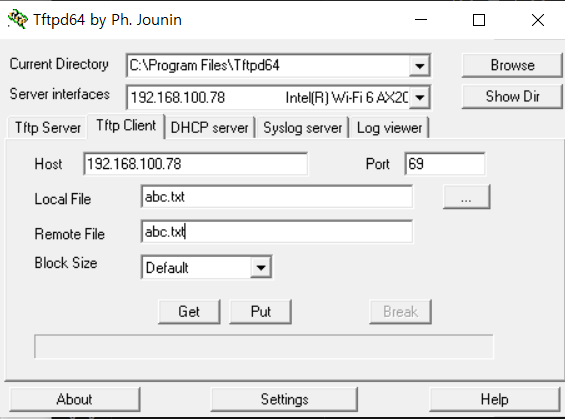 Tftpd64 by Ph. Jounin
Current Directory C:\Program Files\Tftpd64 Browse
Server interfaces 192.168.100.78 Intel(R) Wi-Fi 6 AX20 Show Dir
Tftp Server Tftp Client DHCP server Syslog server Log viewer
Host 192.168.100.78 Port 69
Local File abc.txt ...
Remote File abc.txt
Block Size Default
Get Put Break
About Settings Help